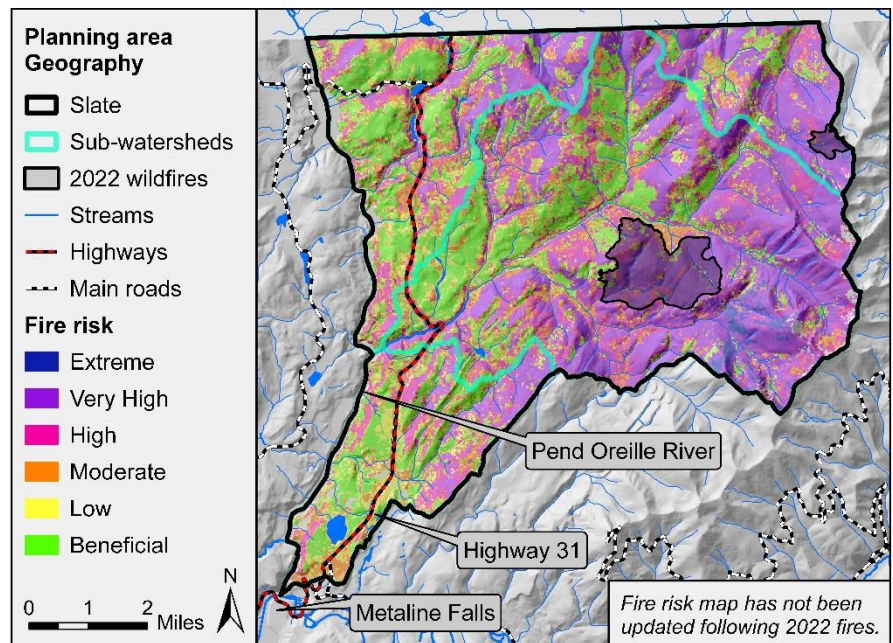 Planning area
Geography
Slate
Sub-watersheds
2022 wildfires
Streams
Highways
Main roads
Fire risk
Extreme
Very High
High
Moderate
Low
Beneficial
N
0 1 2
Miles
Pend Oreille River
Highway 31
Metaline Falls
Fire risk map has not been
updated following 2022 fires.